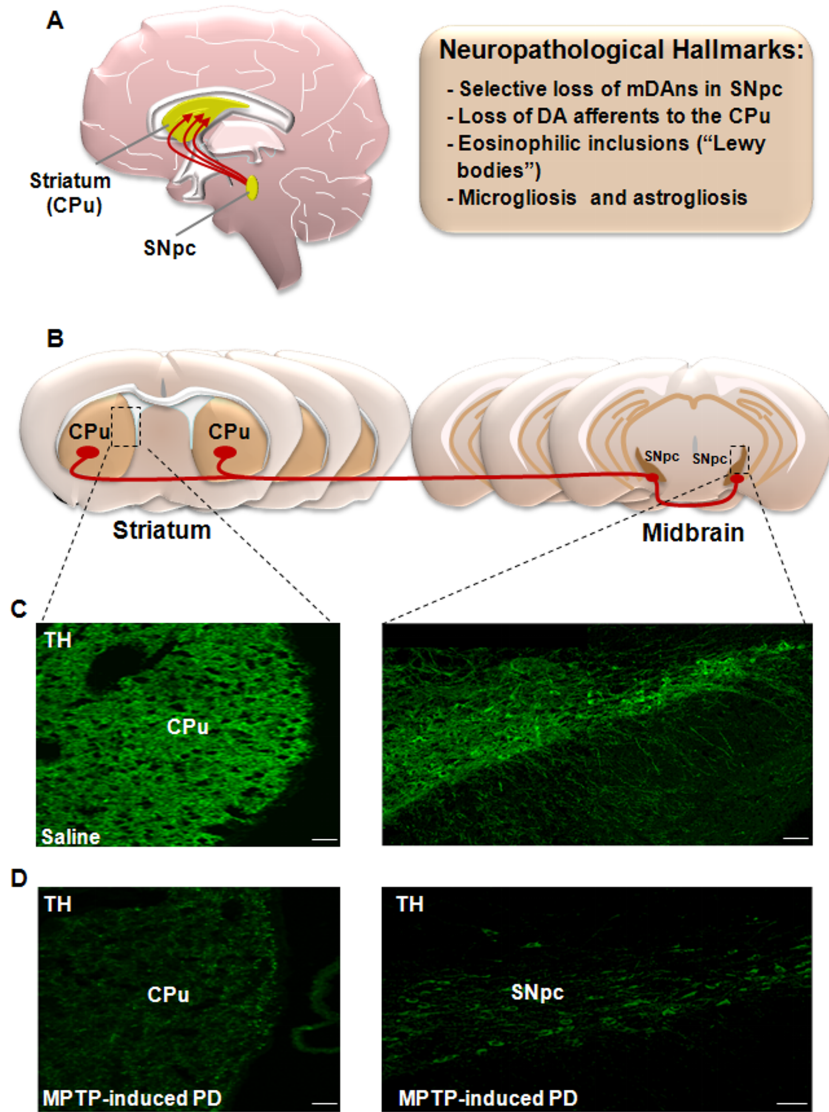 A
Neuropathological Hallmarks:
- Selective loss of mDAns in SNpc
- Loss of DA afferents to the CPu
- Eosinophilic inclusions (“Lewy
bodies”)
- Microgliosis and astrogliosis
Striatum
(CPu)
SNpc
B
CPu
CPu
SNpc
SNpc
Striatum
Midbrain
C
TH
CPu
Saline
D
TH
CPu
MPTP-induced PD
TH
SNpc
MPTP-induced PD